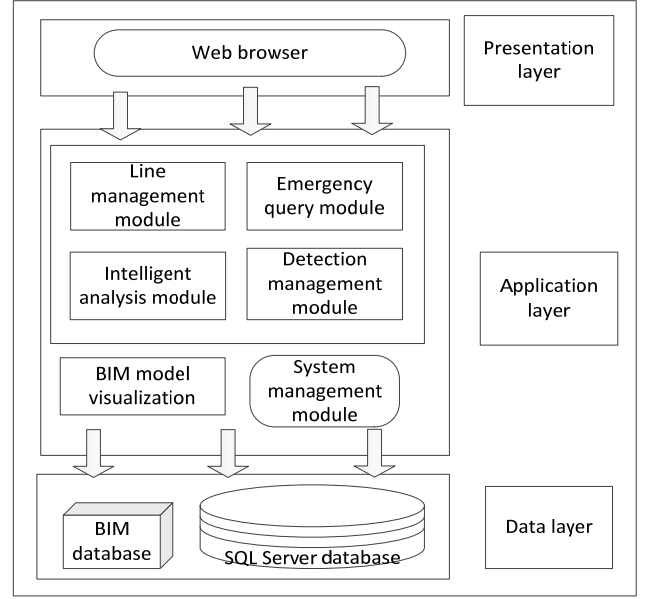 Web browser
Presentation
layer
Line
management
module
Emergency
query module
Intelligent
analysis module
Detection
management
module
Application
layer
BIM model
visualization
System
management
module
BIM
database
SQL Server database
Data layer